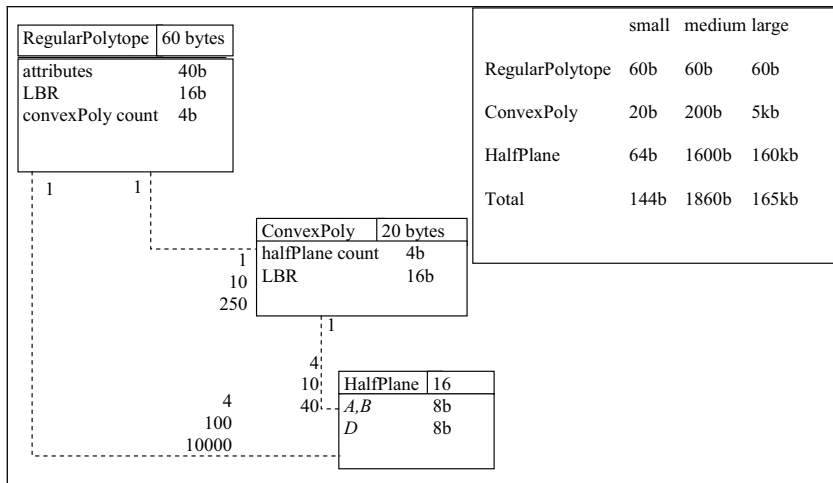 RegularPolytope 60 bytes
attributes 40b
LBR 16b
convexPoly count 4b
1 1
ConvexPoly 20 bytes
halfPlane count 4b
LBR 16b
1
10
250
1
4
10
40
HalfPlane 16
A,B 8b
D 8b
4
100
10000
small medium large
RegularPolytope 60b 60b 60b
ConvexPoly 20b 200b 5kb
HalfPlane 64b 1600b 160kb
Total 144b 1860b 165kb